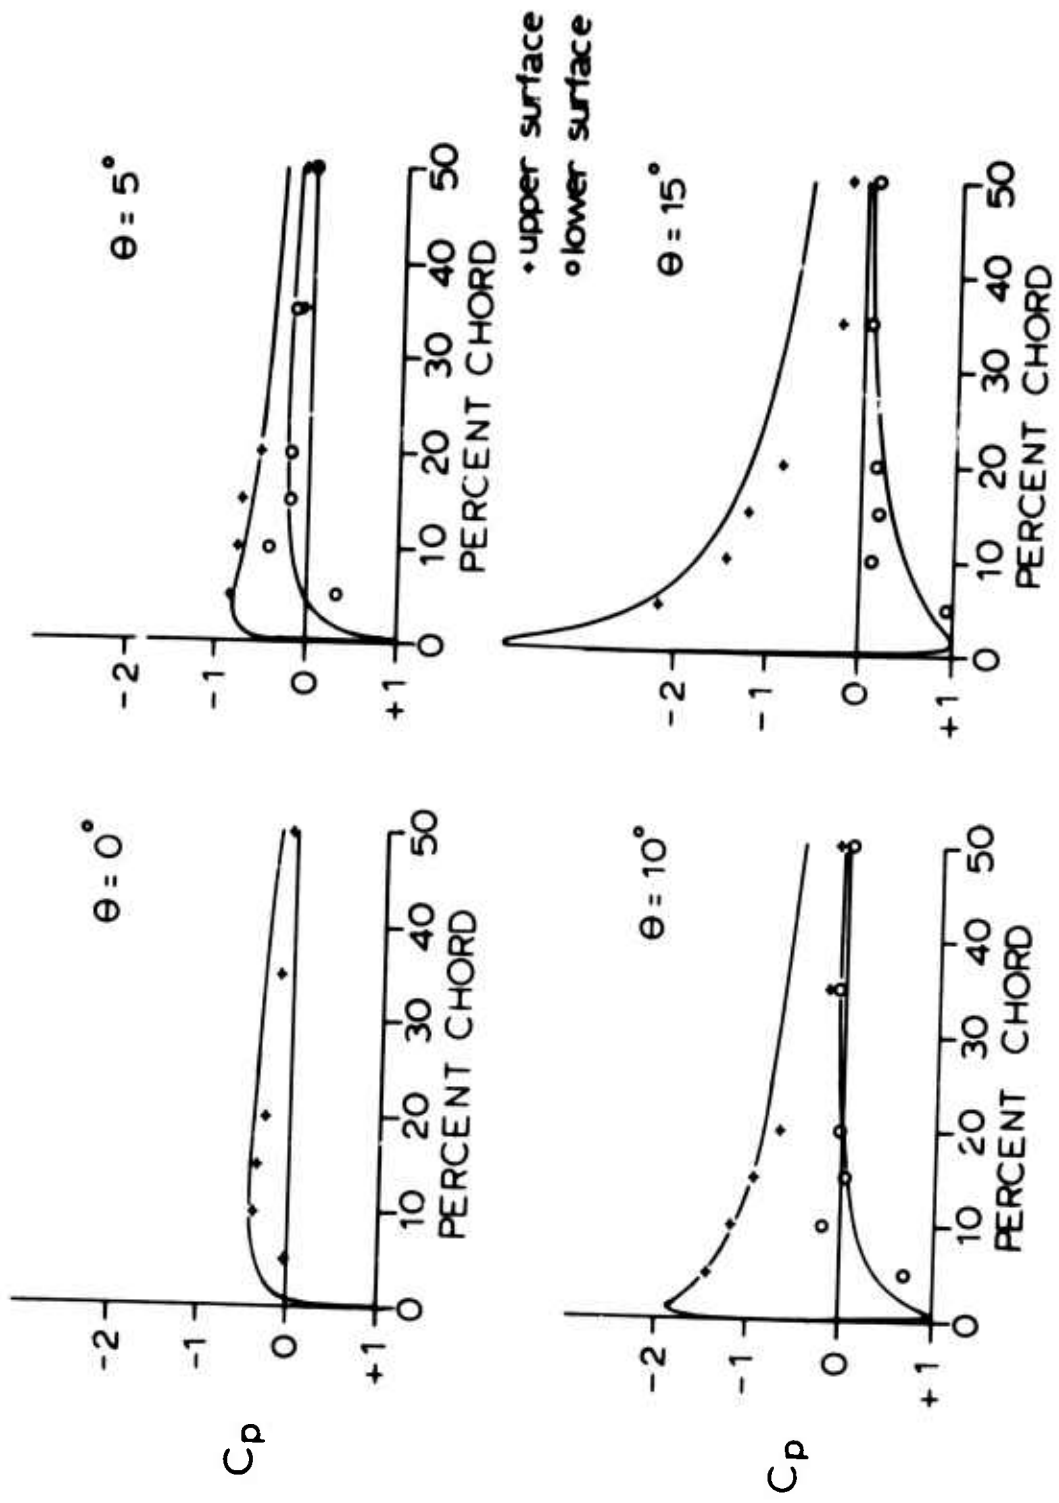 θ = 0°
-2
-1
0
+1
Cp
0 10 20 30 40 50
PERCENT CHORD
θ = 5°
-2
-1
0
+1
0 10 20 30 40 50
PERCENT CHORD
upper surface
lower surface
θ = 10°
-2
-1
0
+1
Cp
0 10 20 30 40 50
PERCENT CHORD
θ = 15°
-2
-1
0
+1
0 10 20 30 40 50
PERCENT CHORD